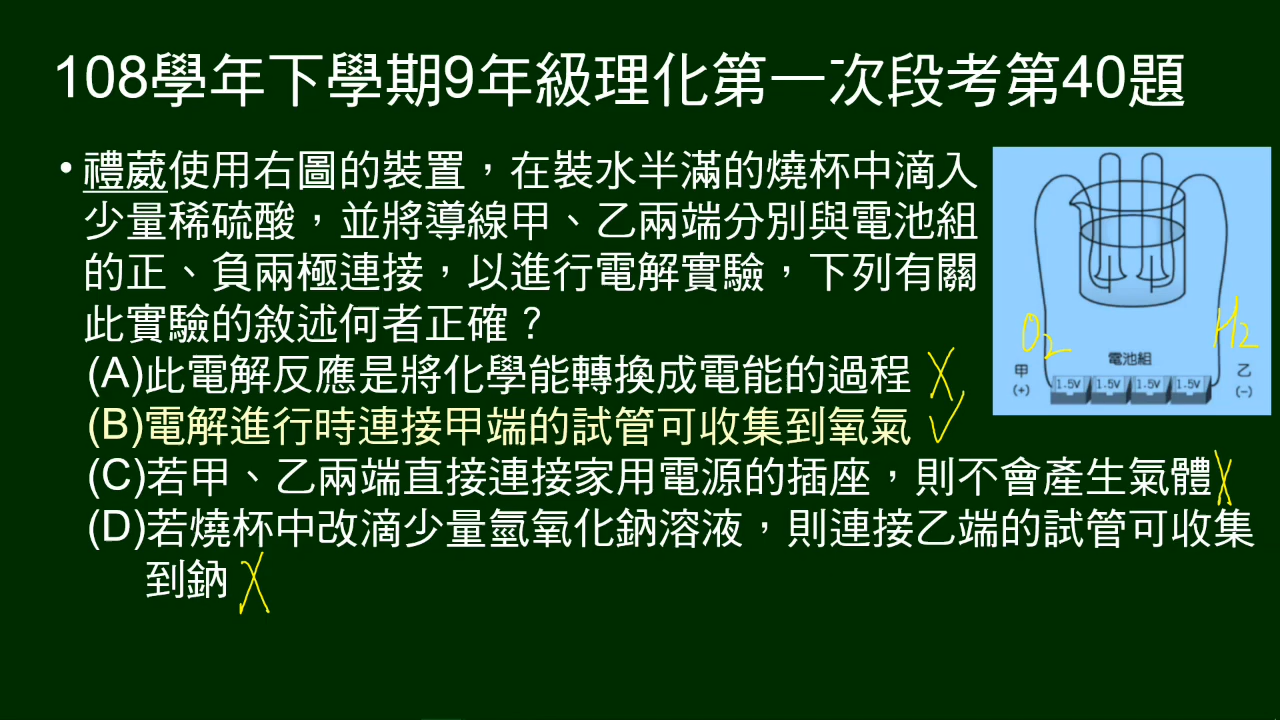 108學年下學期9年級理化第一次段考第40題
•禮葳使用右圖的裝置，在裝水半滿的燒杯中滴入
少量稀硫酸，並將導線甲、乙兩端分別與電池組
的正、負兩極連接，以進行電解實驗，下列有關
此實驗的敘述何者正確？
(A)此電解反應是將化學能轉換成電能的過程 X
(B)電解進行時連接甲端的試管可收集到氧氣 ✓
(C)若甲、乙兩端直接連接家用電源的插座，則不會產生氣體 X
(D)若燒杯中改滴少量氫氧化鈉溶液，則連接乙端的試管可收集
到鈉 X
O2
H2
電池組
甲
乙
(+)
1.5V 1.5V 1.5V 1.5V
(−)